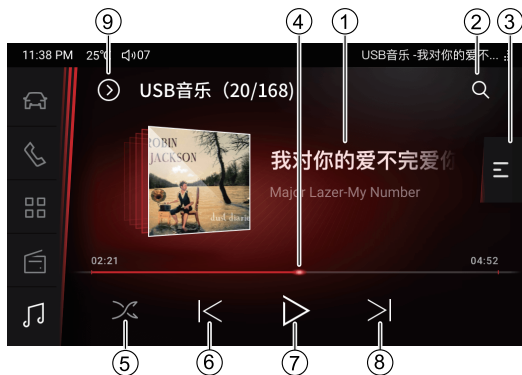 ⑨ ④ ① ② ③
11:38 PM 25℃ 07 USB音乐 -我对你的爱不...
USB音乐（20/168）
ROBIN
JACKSON
我对你的爱不完爱你
Major Lazer-My Number
02:21 04:52
⑤ ⑥ ⑦ ⑧